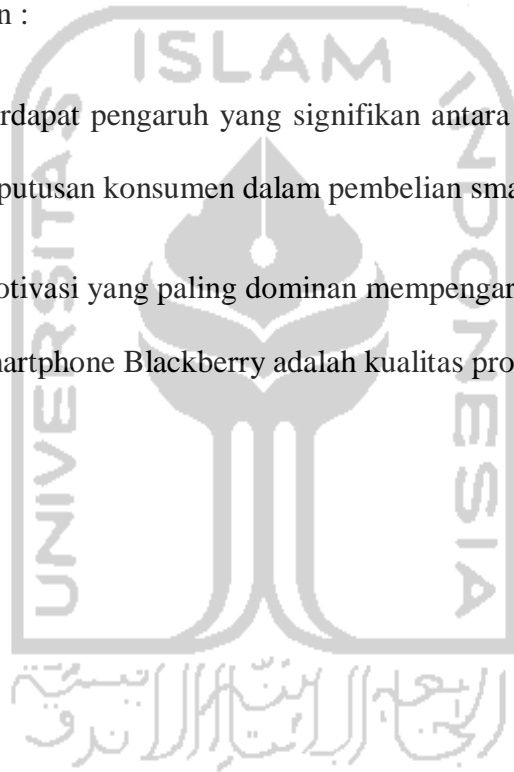 n :
ISLAM
rdapat pengaruh yang signifikan antara
putusan konsumen dalam pembelian sma
otivasi yang paling dominan mempengar
artphone Blackberry adalah kualitas pro
UNIVERSITAS
INDONESIA